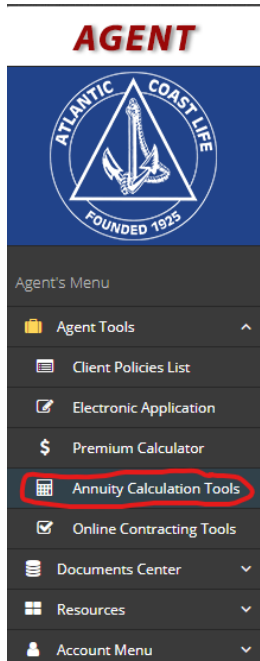 AGENT
ATLANTIC COAST LIFE
FOUNDED 1925
Agent's Menu
Agent Tools
Client Policies List
Electronic Application
$ Premium Calculator
Annuity Calculation Tools
Online Contracting Tools
Documents Center
Resources
Account Menu